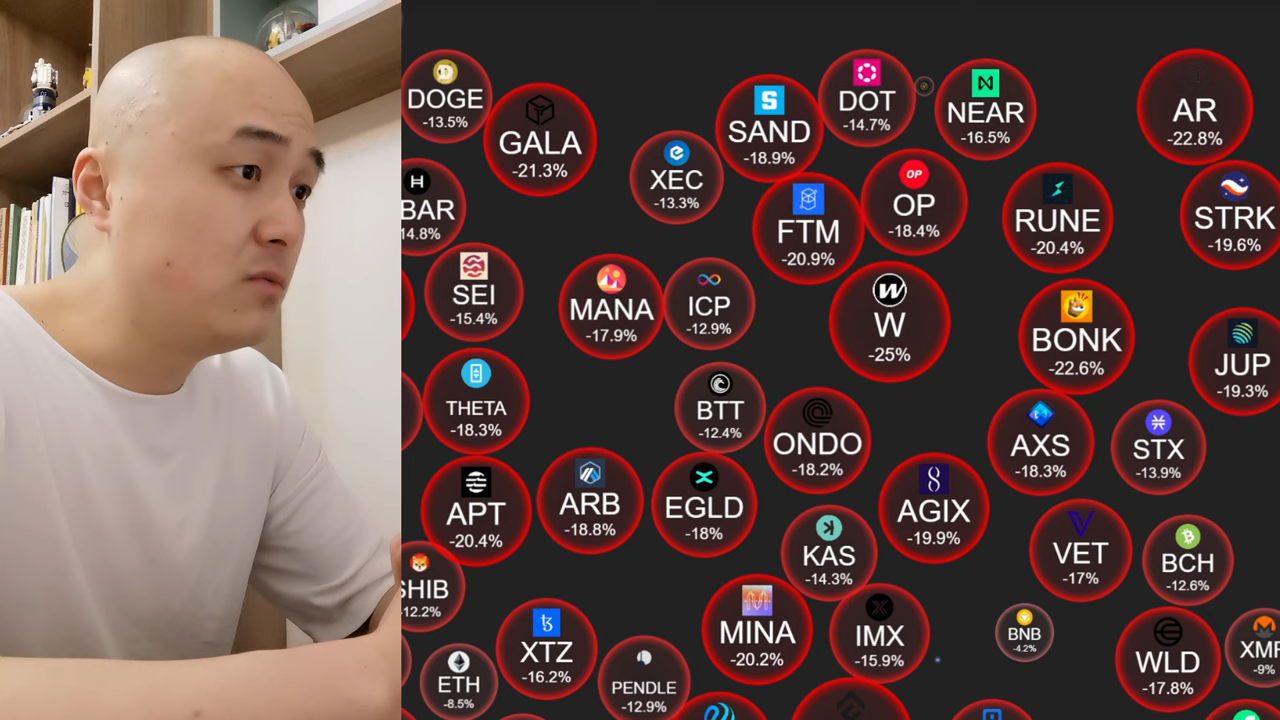 DOGE
-13.5%
GALA
-21.3%
XEC
-13.3%
SAND
-18.9%
DOT
-14.7%
NEAR
-16.5%
AR
-22.8%
BAR
14.8%
FTM
-20.9%
OP
OP
-18.4%
RUNE
-20.4%
STRK
-19.6%
SEI
-15.4%
MANA
-17.9%
ICP
-12.9%
W
W
-25%
BONK
-22.6%
JUP
-19.3%
THETA
-18.3%
BTT
-12.4%
ONDO
-18.2%
AXS
-18.3%
STX
-13.9%
APT
-20.4%
ARB
-18.8%
EGLD
-18%
AGIX
-19.9%
KAS
-14.3%
VET
-17%
BCH
-12.6%
SHIB
-12.2%
ETH
-8.5%
XTZ
-16.2%
PENDLE
-12.9%
MINA
-20.2%
IMX
-15.9%
BNB
-4.2%
WLD
-17.8%
XMR
-9%